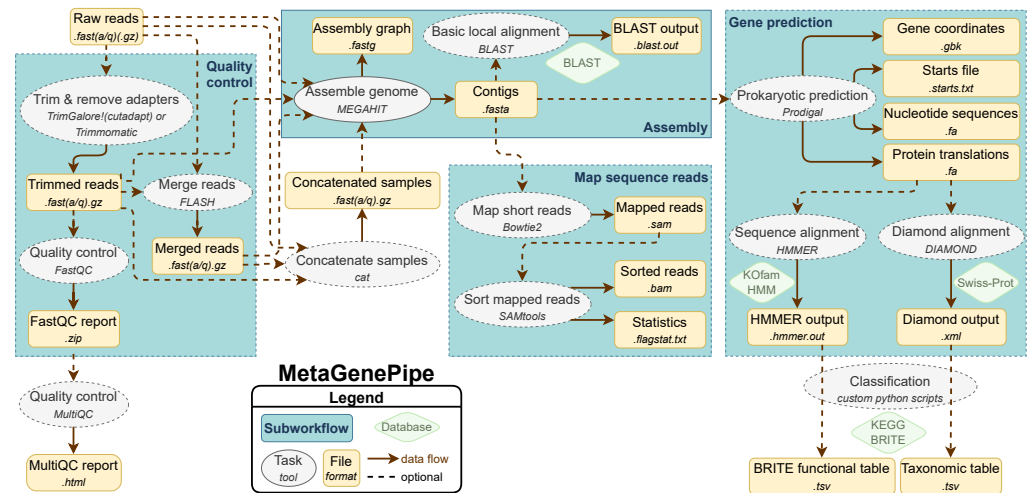 Raw reads
.fast(a/q)(.gz)
Quality
control
Trim & remove adapters
TrimGalore!(cutadapt) or
Trimmomatic
Trimmed reads
.fast(a/q).gz
Merge reads
FLASH
Merged reads
.fast(a/q).gz
Quality control
FastQC
FastQC report
.zip
Quality control
MultiQC
MultiQC report
.html
Assembly graph
.fastg
Assemble genome
MEGAHIT
Basic local alignment
BLAST
BLAST output
.blast.out
BLAST
Contigs
.fasta
Assembly
Concatenated samples
.fast(a/q).gz
Concatenate samples
cat
Map sequence reads
Map short reads
Bowtie2
Mapped reads
.sam
Sorted reads
.bam
Sort mapped reads
SAMtools
Statistics
.flagstat.txt
Gene prediction
Gene coordinates
.gbk
Starts file
.starts.txt
Prokaryotic prediction
Prodigal
Nucleotide sequences
.fa
Protein translations
.fa
Sequence alignment
HMMER
Diamond alignment
DIAMOND
KOfam
HMM
Swiss-Prot
HMMER output
.hmmer.out
Diamond output
.xml
Classification
custom python scripts
KEGG
BRITE
BRITE functional table
.tsv
Taxonomic table
.tsv
MetaGenePipe
Legend
Subworkflow
Database
Task
tool
File
format
data flow
optional